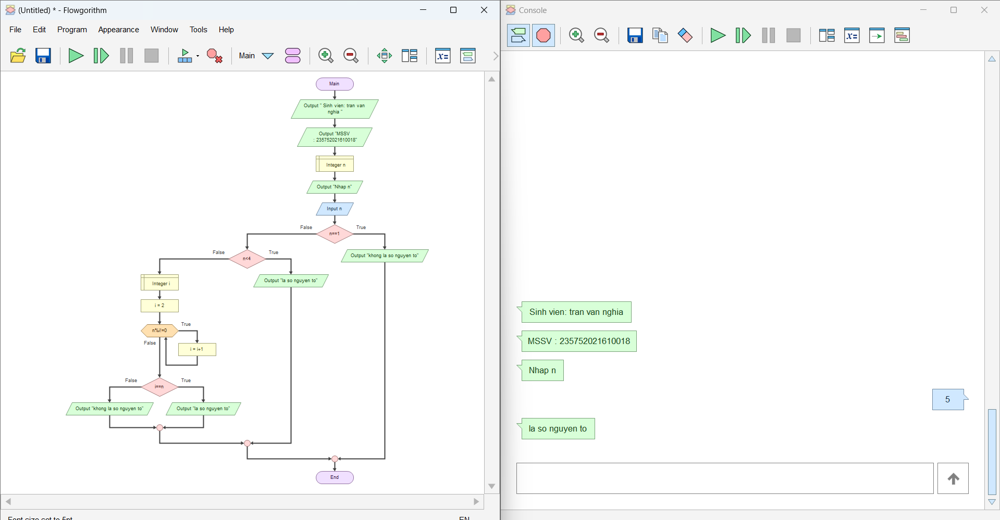 (Untitled) * - Flowgorithm
File Edit Program Appearance Window Tools Help
Main
x=
Main
Output " Sinh vien: tran van
nghia "
Output "MSSV
: 235752021610018"
Integer n
Output "Nhap n"
Input n
False
n==1
True
Output "khong la so nguyen to"
False
n<4
True
Output "la so nguyen to"
Integer i
i = 2
n%i!=0
True
False
i = i+1
False
i==n
True
Output "khong la so nguyen to"
Output "la so nguyen to"
End
Font size set to 5pt
EN
Console
x=
Sinh vien: tran van nghia
MSSV : 235752021610018
Nhap n
5
la so nguyen to